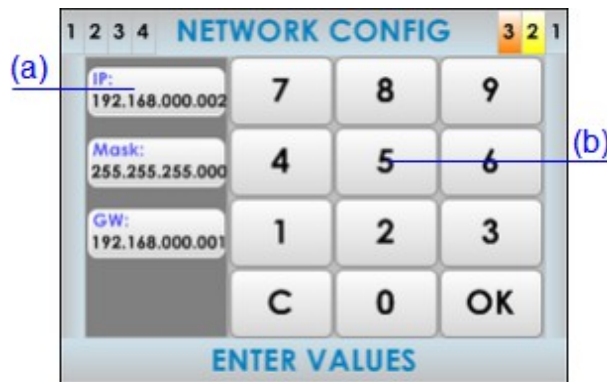 1 2 3 4 NETWORK CONFIG 3 2 1
(a)
IP:
192.168.000.002
7 8 9
(b)
Mask:
255.255.255.000
4 5 6
GW:
192.168.000.001
1 2 3
C 0 OK
ENTER VALUES